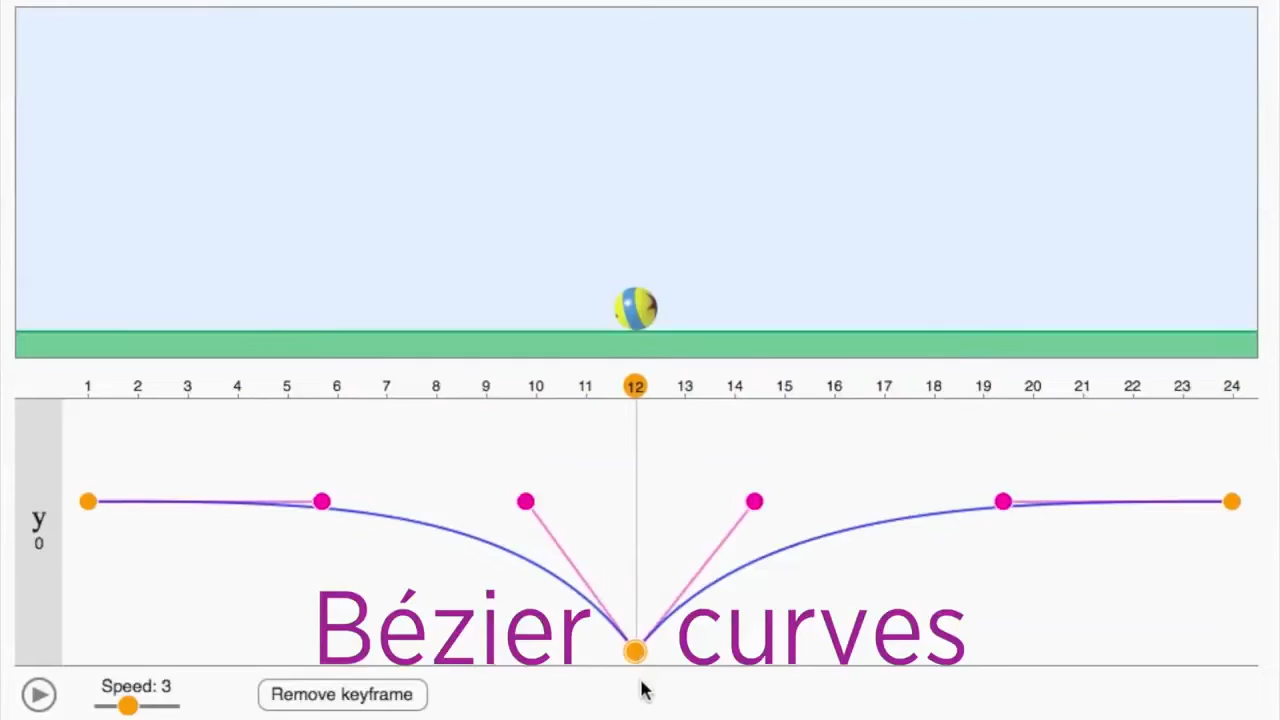 1 2 3 4 5 6 7 8 9 10 11 12 13 14 15 16 17 18 19 20 21 22 23 24
y
0
Bézier curves
Speed: 3
Remove keyframe